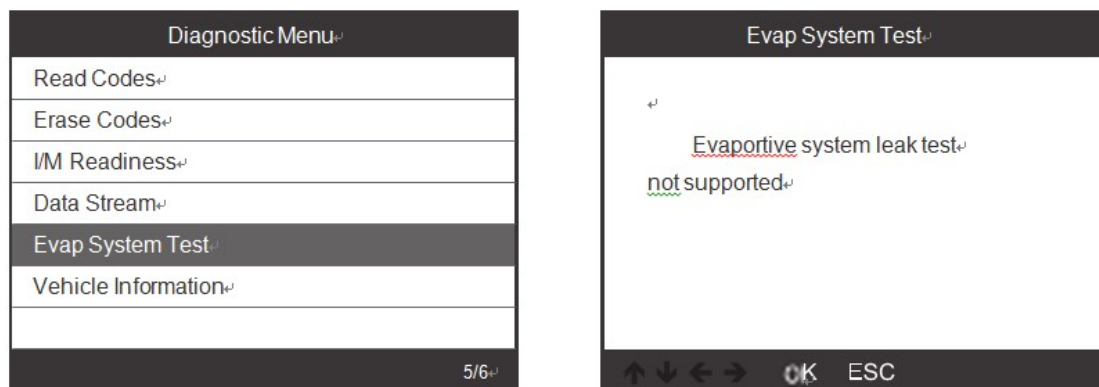 Diagnostic Menu
Read Codes
Erase Codes
I/M Readiness
Data Stream
Evap System Test
Vehicle Information
5/6
Evap System Test
Evaportive system leak test
not supported
OK ESC